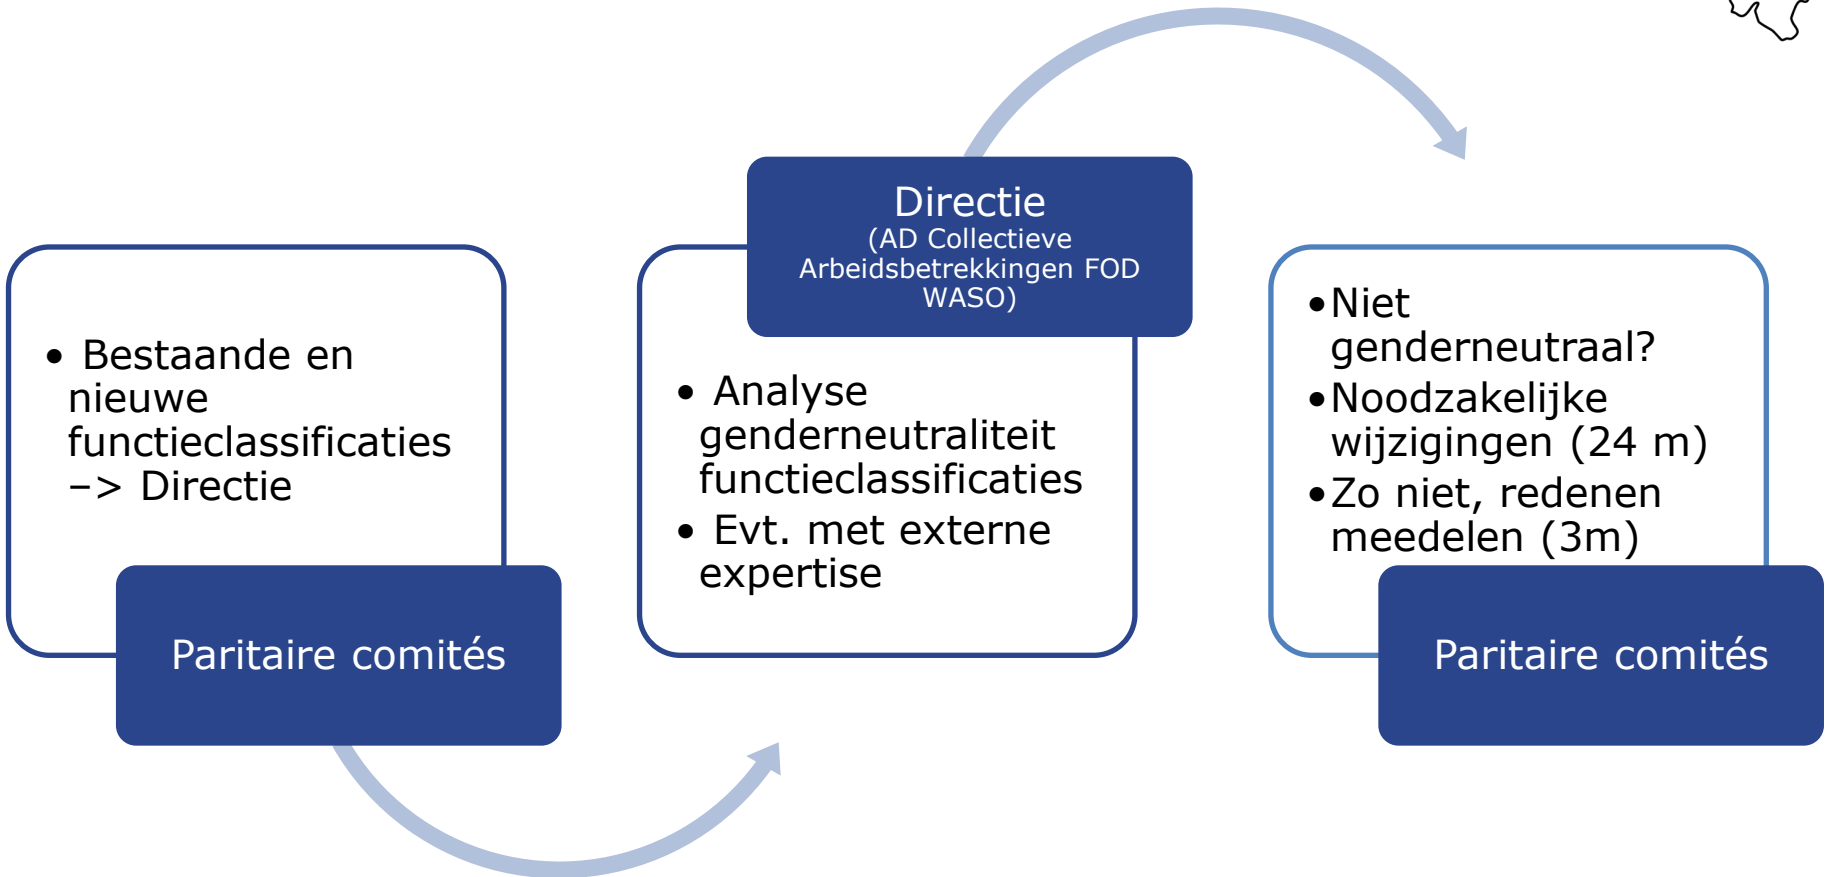 • Bestaande en
nieuwe
functieclassificaties
–> Directie
Paritaire comités
Directie
(AD Collectieve
Arbeidsbetrekkingen FOD
WASO)
• Analyse
genderneutraliteit
functieclassificaties
• Evt. met externe
expertise
•Niet
genderneutraal?
•Noodzakelijke
wijzigingen (24 m)
•Zo niet, redenen
meedelen (3m)
Paritaire comités